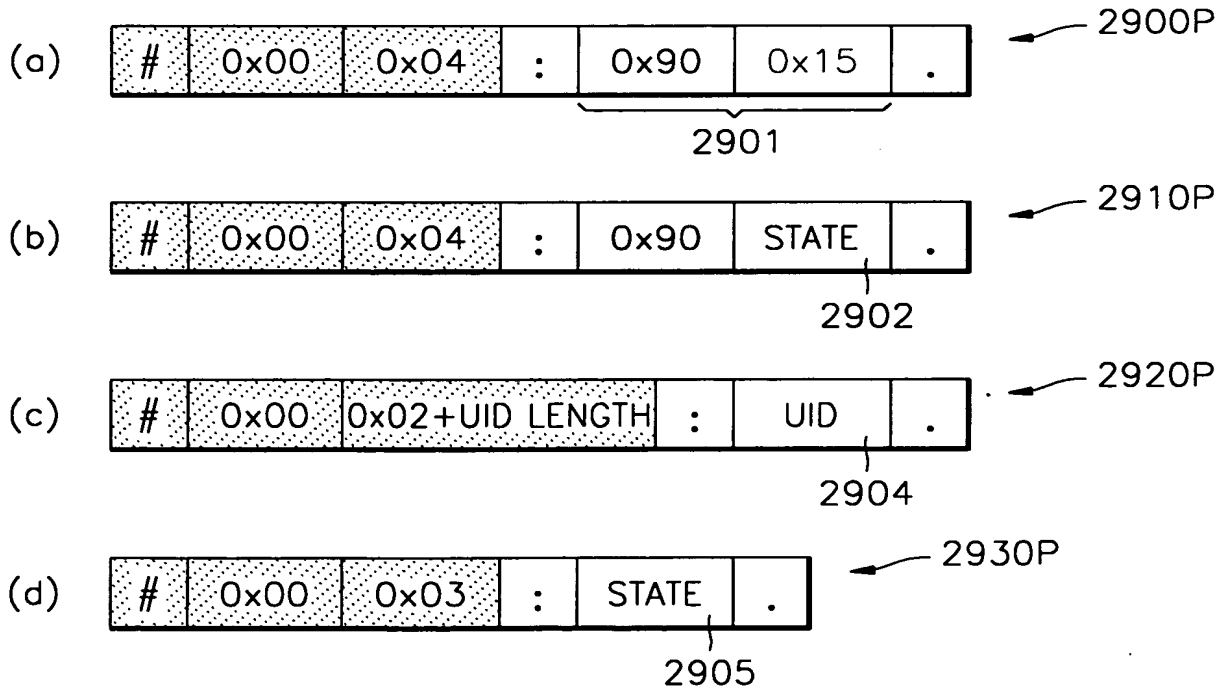 (a) # 0x00 0x04 : 0x90 0x15 . 2900P
2901
(b) # 0x00 0x04 : 0x90 STATE . 2910P
2902
(c) # 0x00 0x02+UID LENGTH : UID . 2920P
2904
(d) # 0x00 0x03 : STATE . 2930P
2905